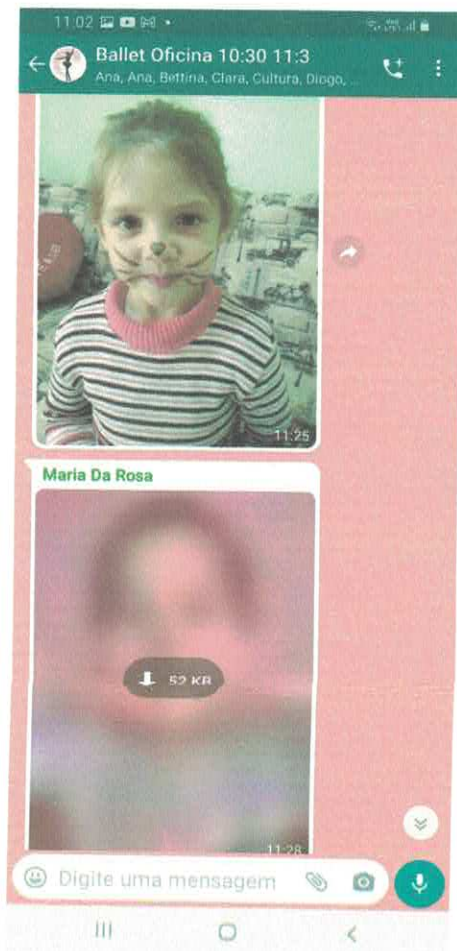 11:02
Ballet Oficina 10:30 11:3
Ana, Ana, Bettina, Clara, Cultura, Diogo, ...
11:25
Maria Da Rosa
52 KB
11:28
Digite uma mensagem